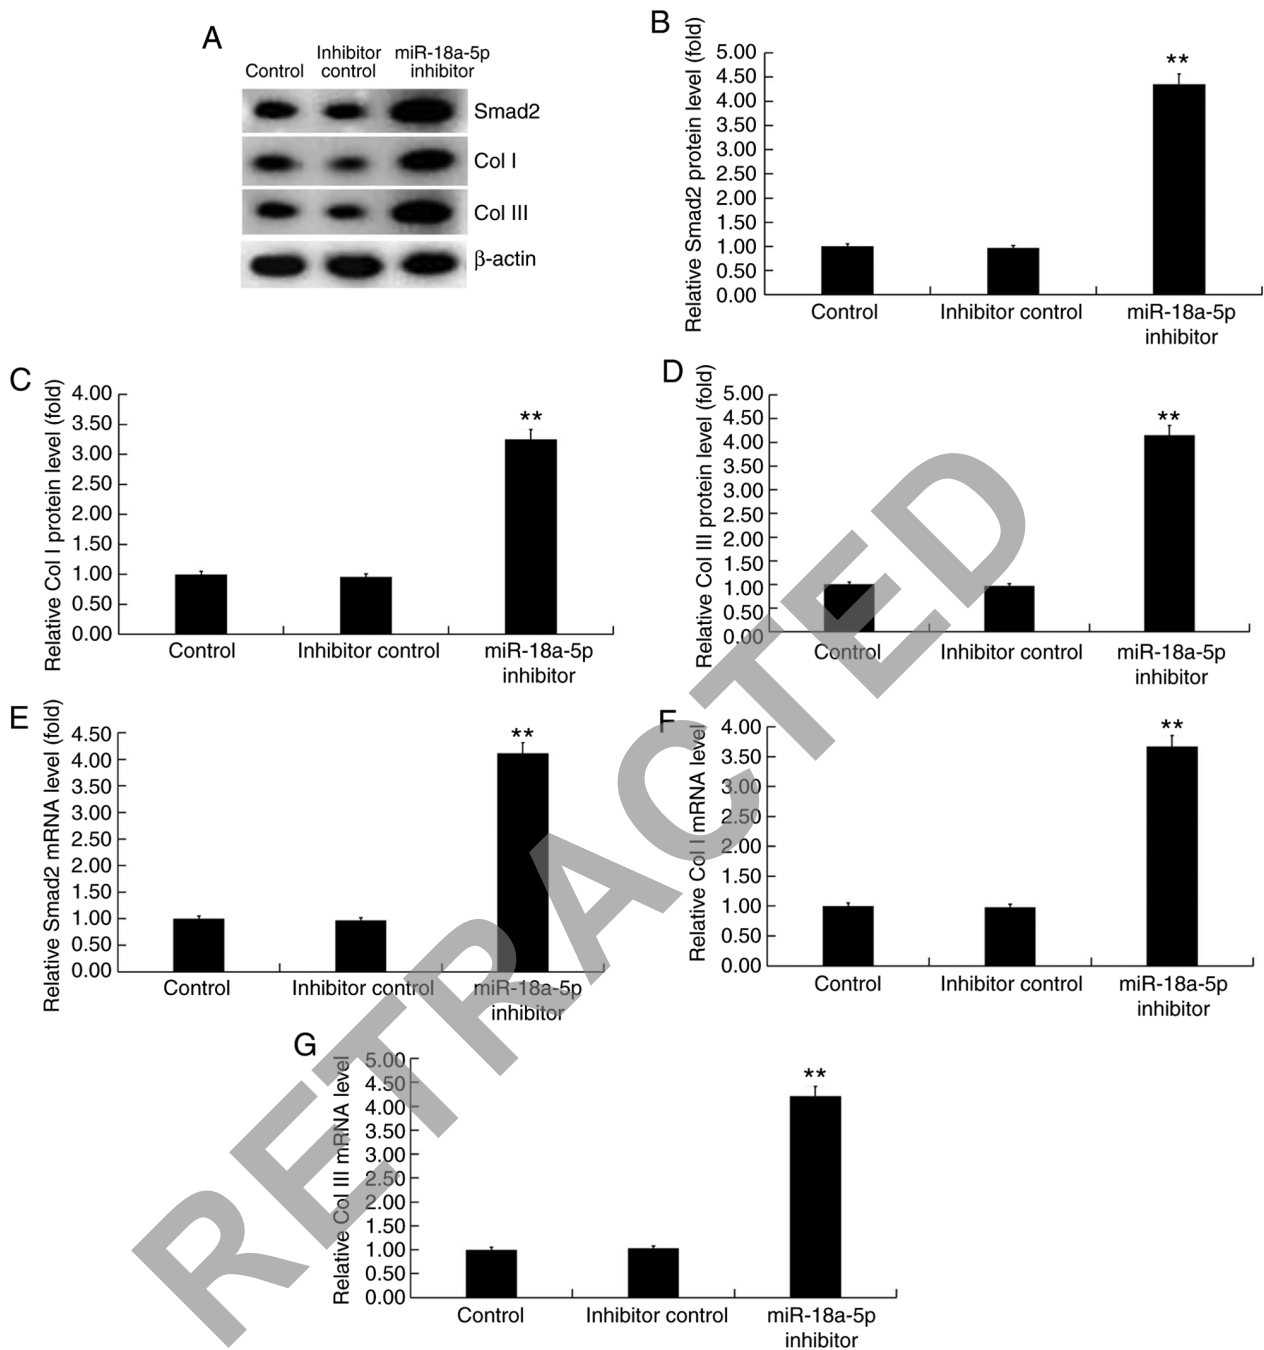 A
Control
Inhibitor
control
miR-18a-5p
inhibitor
Smad2
Col I
Col III
β-actin
B
Relative Smad2 protein level (fold)
5.00
4.50
4.00
3.50
3.00
2.50
2.00
1.50
1.00
0.50
0.00
**
Control
Inhibitor control
miR-18a-5p
inhibitor
C
Relative Col I protein level (fold)
4.00
3.50
3.00
2.50
2.00
1.50
1.00
0.50
0.00
**
Control
Inhibitor control
miR-18a-5p
inhibitor
D
Relative Col III protein level (fold)
5.00
4.50
4.00
3.50
3.00
2.50
2.00
1.50
1.00
0.50
0.00
**
Control
Inhibitor control
miR-18a-5p
inhibitor
E
Relative Smad2 mRNA level (fold)
4.50
4.00
3.50
3.00
2.50
2.00
1.50
1.00
0.50
0.00
**
Control
Inhibitor control
miR-18a-5p
inhibitor
F
Relative Col I mRNA level
4.00
3.50
3.00
2.50
2.00
1.50
1.00
0.50
0.00
**
Control
Inhibitor control
miR-18a-5p
inhibitor
G
Relative Col III mRNA level
5.00
4.50
4.00
3.50
3.00
2.50
2.00
1.50
1.00
0.50
0.00
**
Control
Inhibitor control
miR-18a-5p
inhibitor
RETRACTED